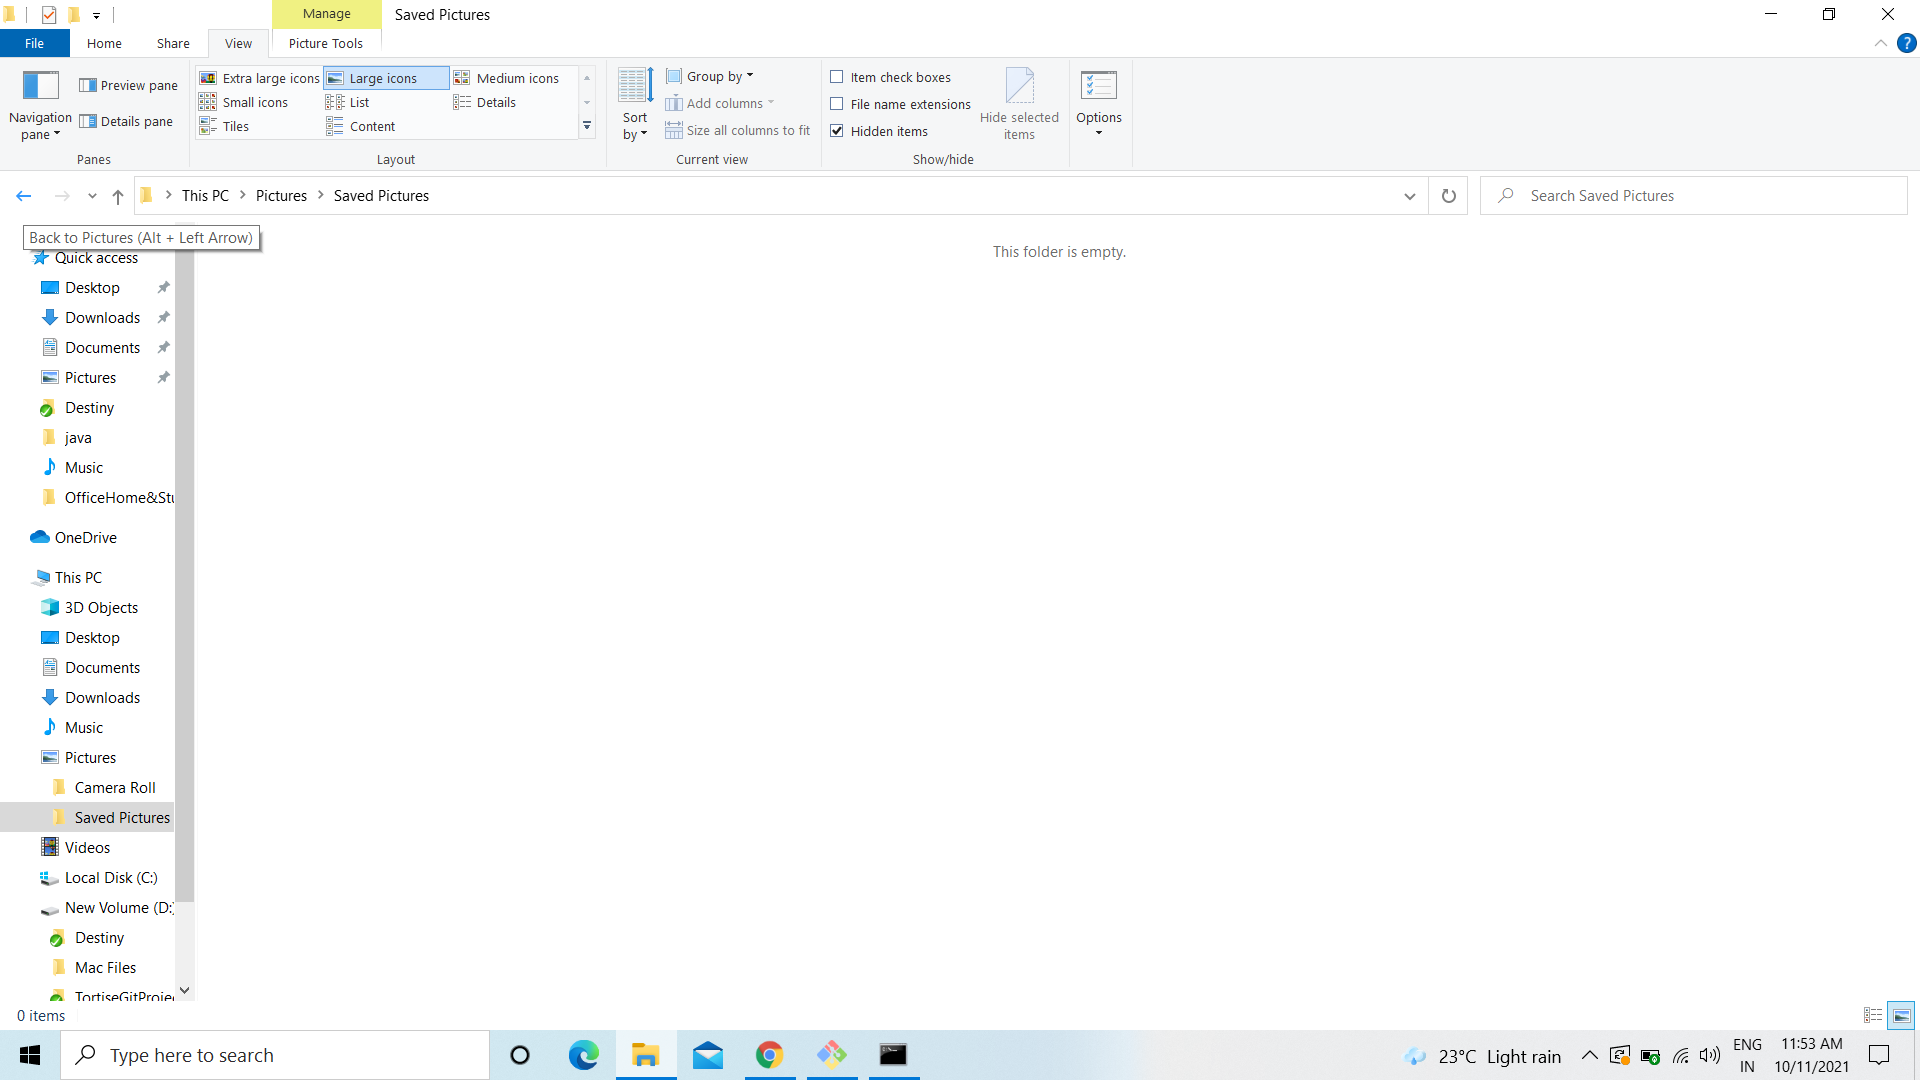 Manage
Saved Pictures
File
Home
Share
View
Picture Tools
Navigation pane
Preview pane
Details pane
Panes
Extra large icons
Large icons
Medium icons
Small icons
List
Details
Tiles
Content
Layout
Sort by
Group by
Add columns
Size all columns to fit
Current view
Item check boxes
File name extensions
Hidden items
Hide selected items
Show/hide
Options
This PC > Pictures > Saved Pictures
Search Saved Pictures
Back to Pictures (Alt + Left Arrow)
This folder is empty.
Quick access
Desktop
Downloads
Documents
Pictures
Destiny
java
Music
OfficeHome&Stu
OneDrive
This PC
3D Objects
Desktop
Documents
Downloads
Music
Pictures
Camera Roll
Saved Pictures
Videos
Local Disk (C:)
New Volume (D:)
Destiny
Mac Files
TortiseGitProjec
0 items
Type here to search
23°C Light rain
ENG
IN
11:53 AM
10/11/2021